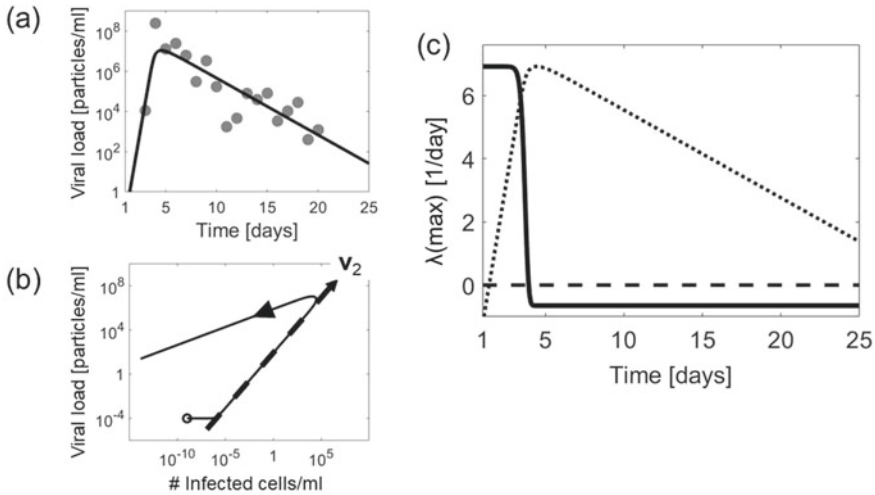 (a)
Viral load [particles/ml]
10^8
10^6
10^4
10^2
1
1 5 10 15 20 25
Time [days]
(b)
v_2
Viral load [particles/ml]
10^8
10^4
1
10^-4
10^-10 10^-5 1 10^5
# Infected cells/ml
(c)
λ(max) [1/day]
6
4
2
0
1 5 10 15 20 25
Time [days]